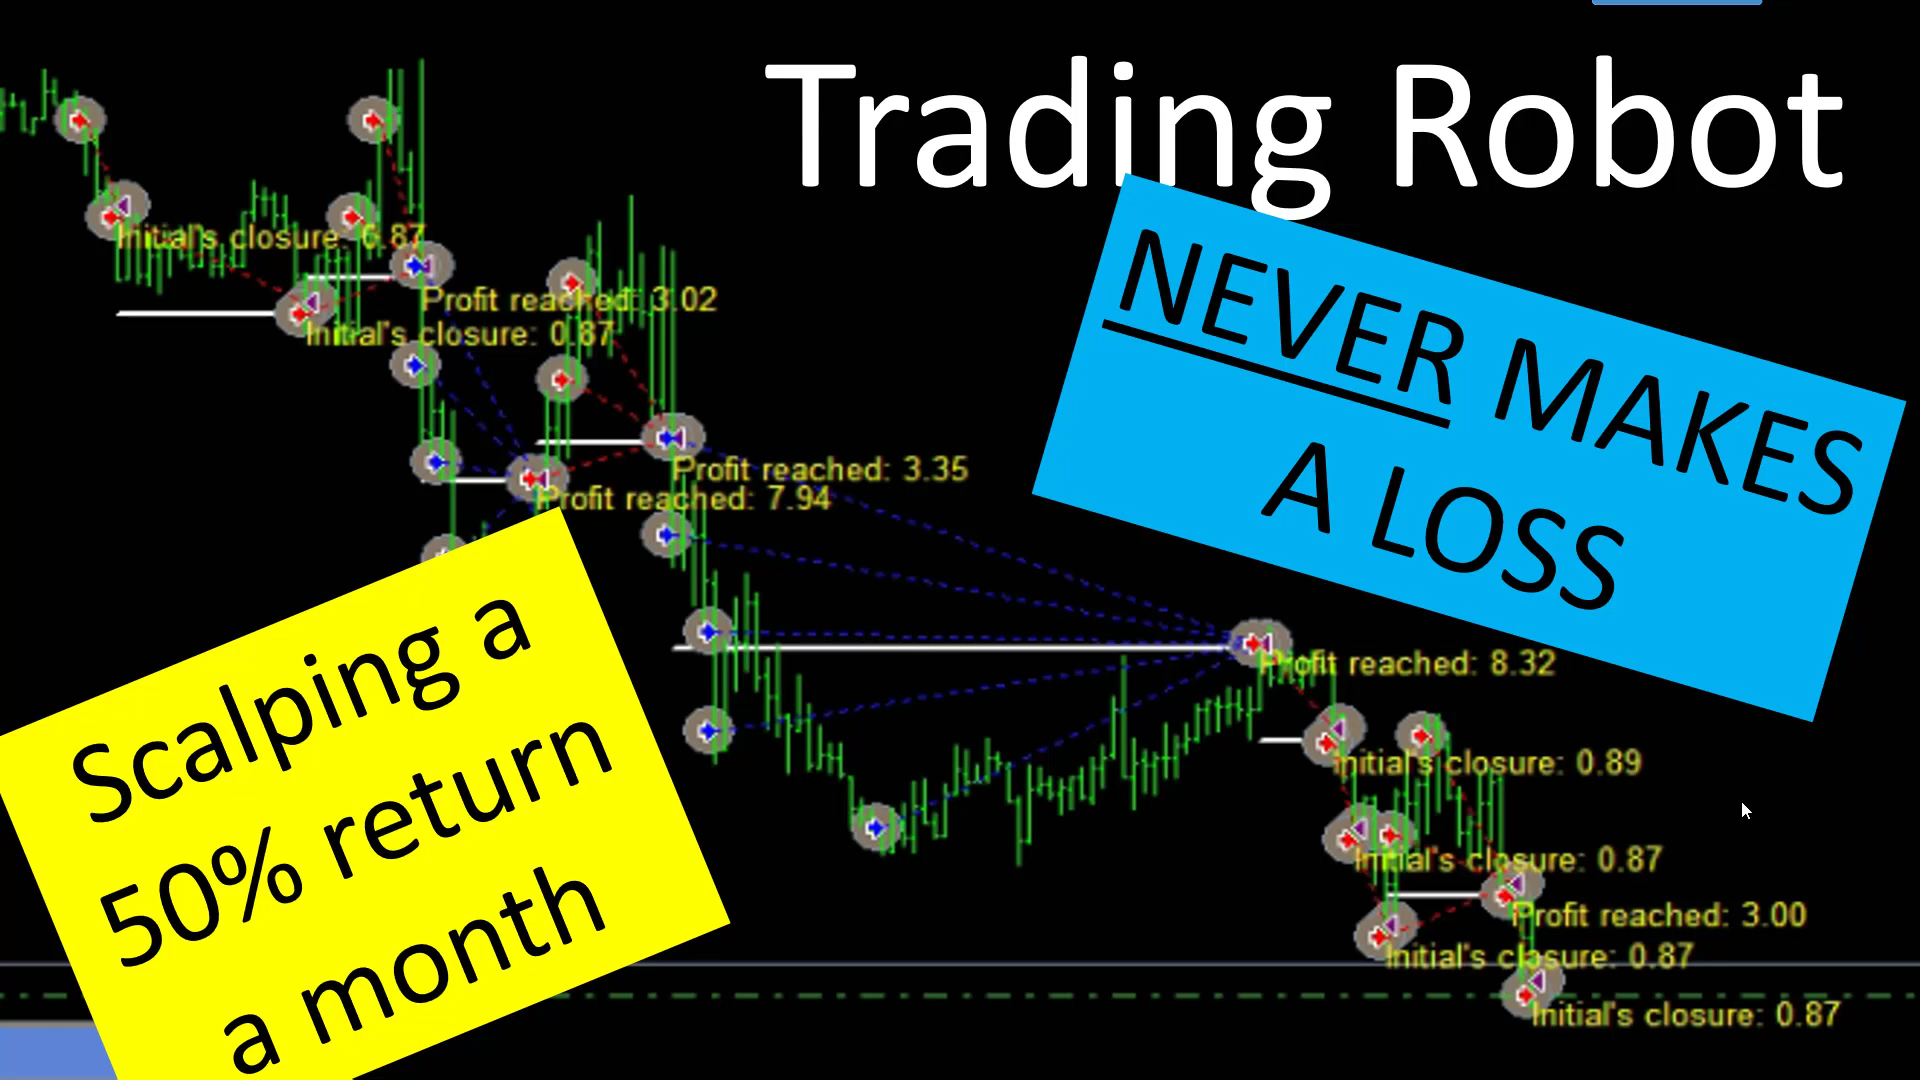 Trading Robot
NEVER MAKES
A LOSS
Initial's closure: 0.87
Profit reached: 3.02
Initial's closure: 0.87
Profit reached: 3.35
Profit reached: 7.94
Scalping a
50% return
a month
Profit reached: 8.32
Initial's closure: 0.89
Initial's closure: 0.87
Profit reached: 3.00
Initial's closure: 0.87
Initial's closure: 0.87